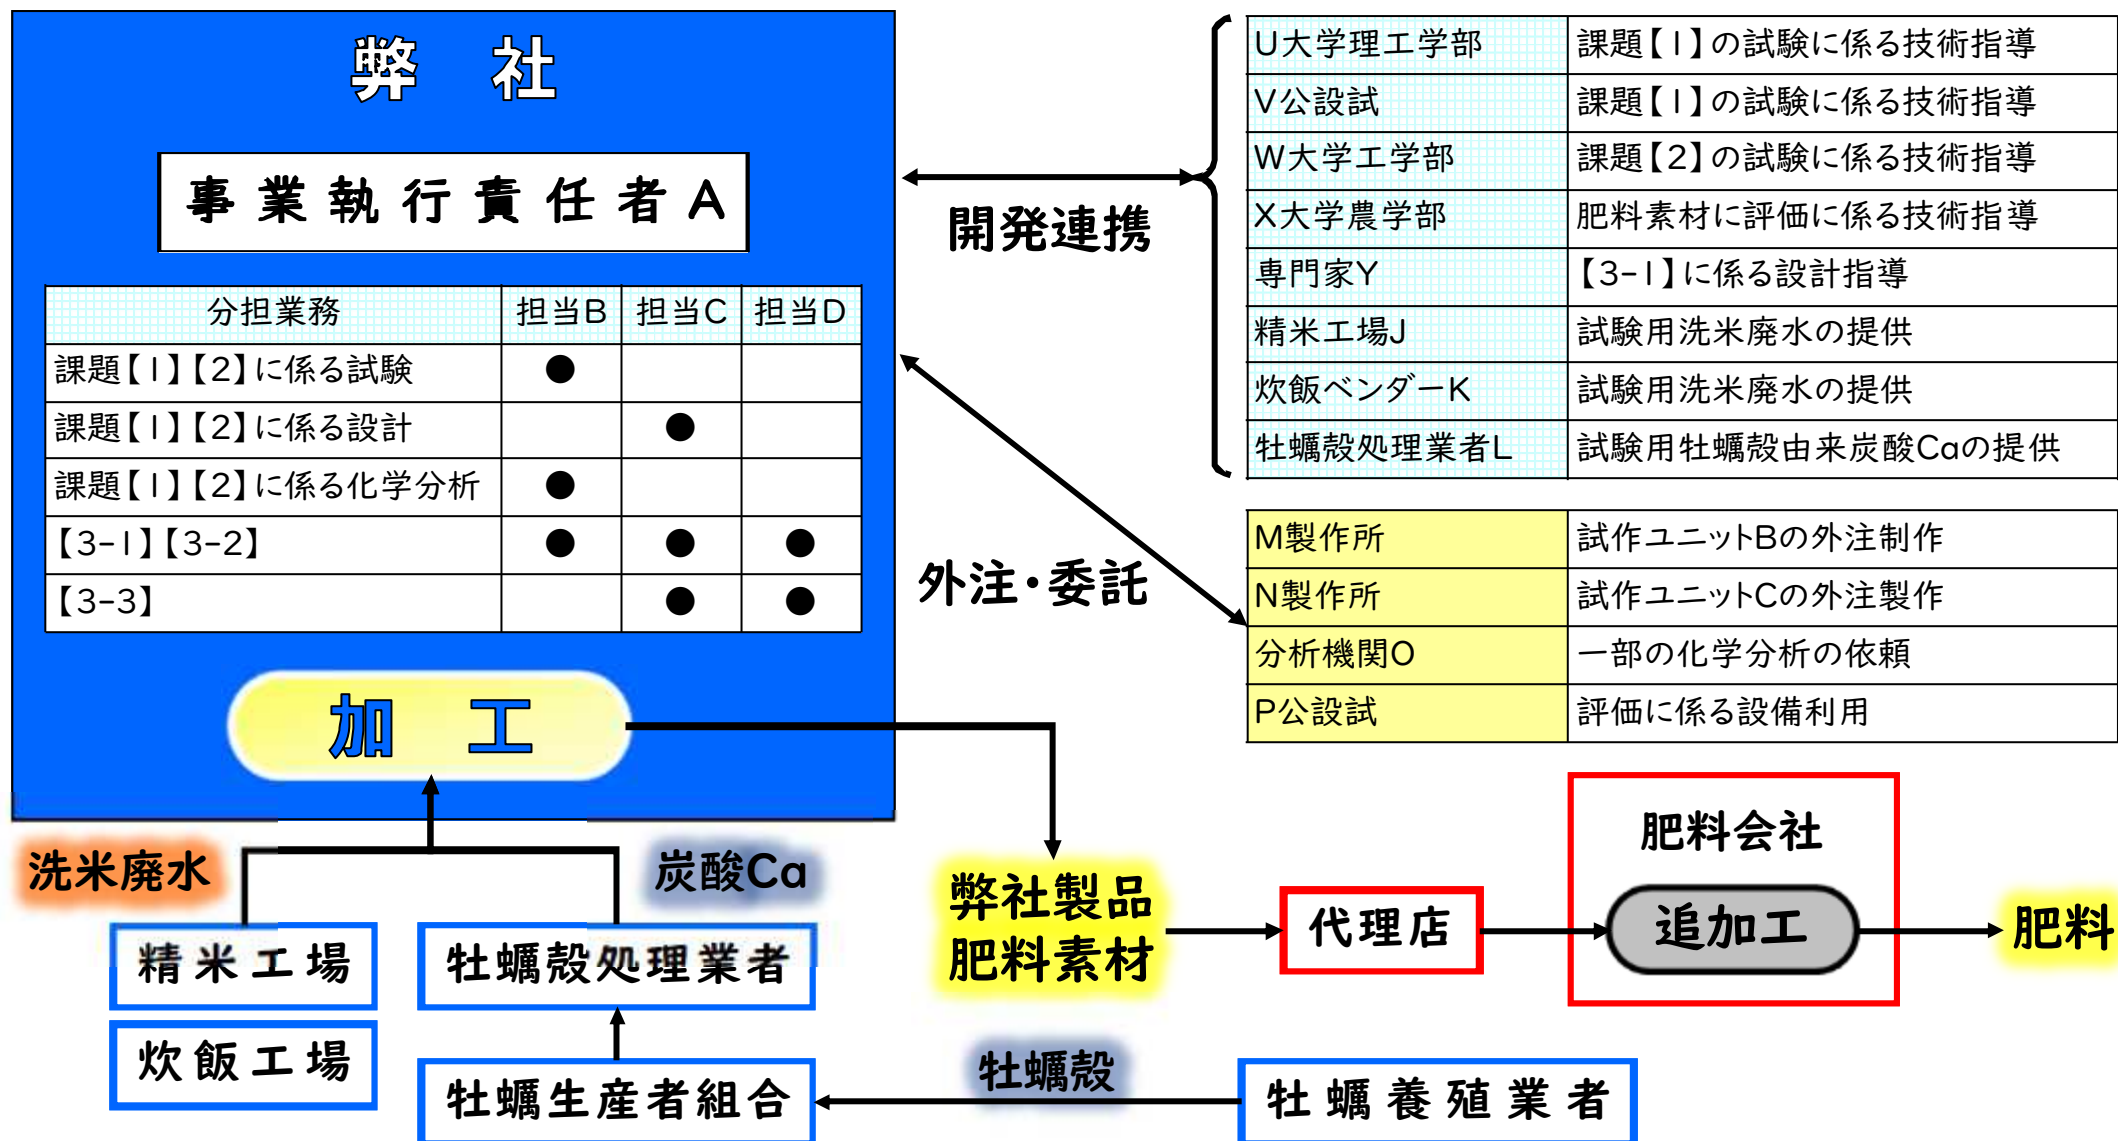 弊 社
事業執行責任者A
分担業務 担当B 担当C 担当D
課題【1】【2】に係る試験 ●
課題【1】【2】に係る設計 ●
課題【1】【2】に係る化学分析 ●
【3-1】【3-2】 ● ● ●
【3-3】 ● ●
加 工
開発連携
外注・委託
U大学理工学部 課題【1】の試験に係る技術指導
V公設試 課題【1】の試験に係る技術指導
W大学工学部 課題【2】の試験に係る技術指導
X大学農学部 肥料素材に評価に係る技術指導
専門家Y 【3-1】に係る設計指導
精米工場J 試験用洗米廃水の提供
炊飯ベンダーK 試験用洗米廃水の提供
牡蠣殻処理業者L 試験用牡蠣殻由来炭酸Caの提供
M製作所 試作ユニットBの外注制作
N製作所 試作ユニットCの外注製作
分析機関O 一部の化学分析の依頼
P公設試 評価に係る設備利用
洗米廃水
炭酸Ca
精米工場
炊飯工場
牡蠣殻処理業者
牡蠣生産者組合
牡蠣殻
牡蠣養殖業者
弊社製品
肥料素材
代理店
肥料会社
追加工
肥料